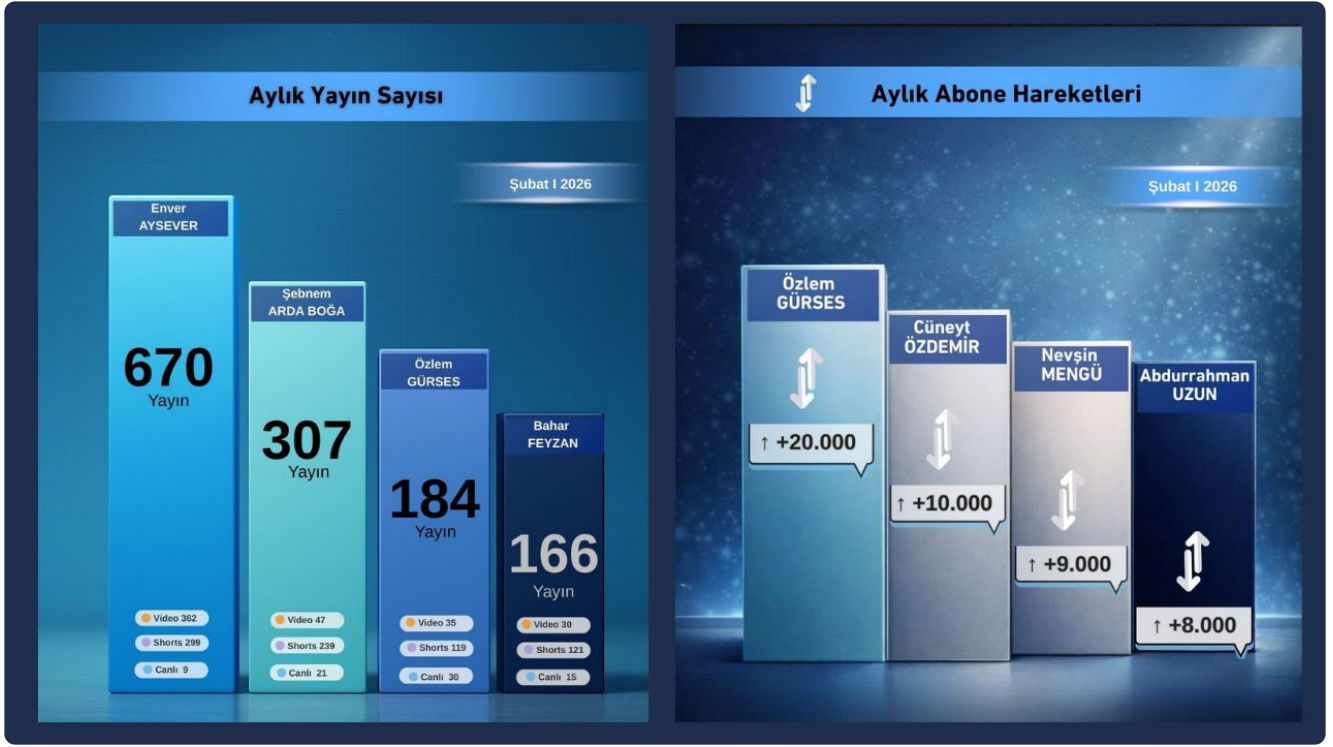 Aylık Yayın Sayısı
Şubat I 2026
Enver
AYSEVER
670
Yayın
Video 362
Shorts 299
Canlı 9
Şebnem
ARDA BOĞA
307
Yayın
Video 47
Shorts 239
Canlı 21
Özlem
GÜRSES
184
Yayın
Video 35
Shorts 119
Canlı 30
Bahar
FEYZAN
166
Yayın
Video 30
Shorts 121
Canlı 15
Aylık Abone Hareketleri
Şubat I 2026
Özlem
GÜRSES
↑ +20.000
Cüneyt
ÖZDEMİR
↑ +10.000
Nevşin
MENGÜ
↑ +9.000
Abdurrahman
UZUN
↑ +8.000